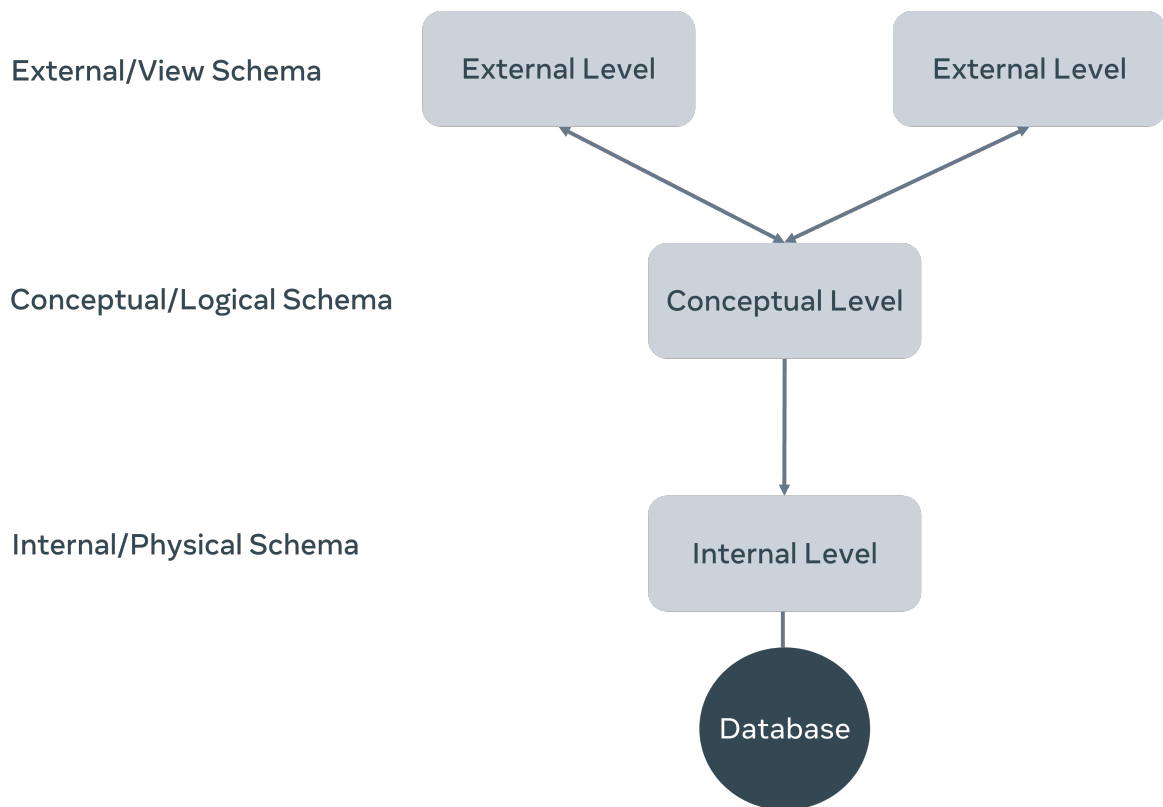 External/View Schema
External Level
External Level
Conceptual/Logical Schema
Conceptual Level
Internal/Physical Schema
Internal Level
Database